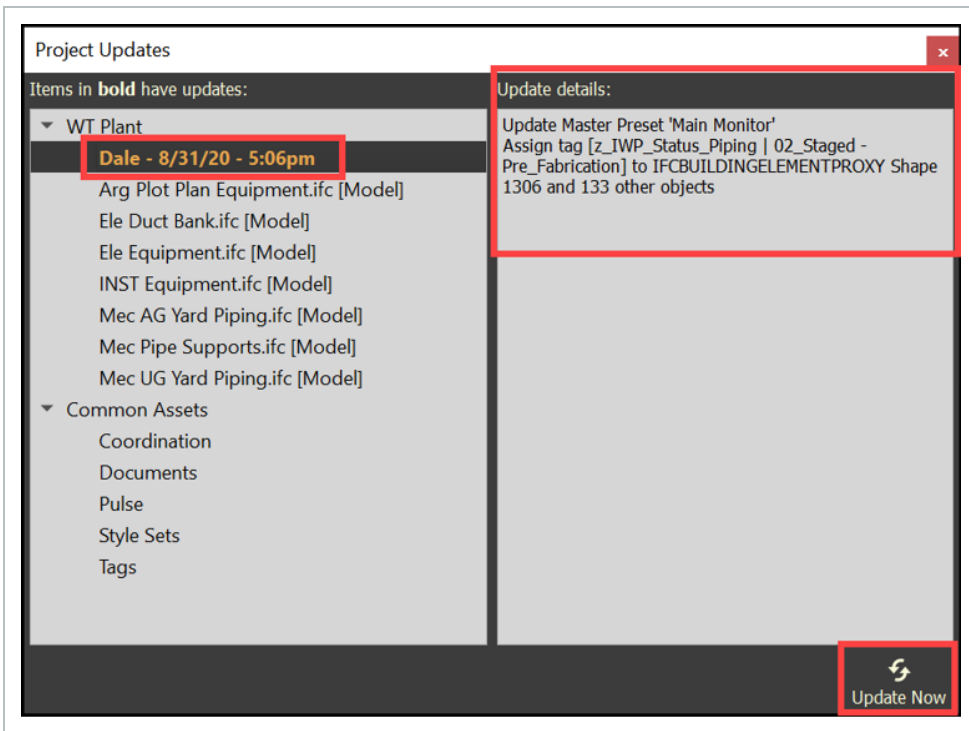 Project Updates
x
Items in bold have updates:
WT Plant
Dale - 8/31/20 - 5:06pm
Arg Plot Plan Equipment.ifc [Model]
Ele Duct Bank.ifc [Model]
Ele Equipment.ifc [Model]
INST Equipment.ifc [Model]
Mec AG Yard Piping.ifc [Model]
Mec Pipe Supports.ifc [Model]
Mec UG Yard Piping.ifc [Model]
Common Assets
Coordination
Documents
Pulse
Style Sets
Tags
Update details:
Update Master Preset 'Main Monitor'
Assign tag [z_IWP_Status_Piping | 02_Staged -
Pre_Fabrication] to IFCBUILDINGELEMENTPROXY Shape
1306 and 133 other objects
Update Now